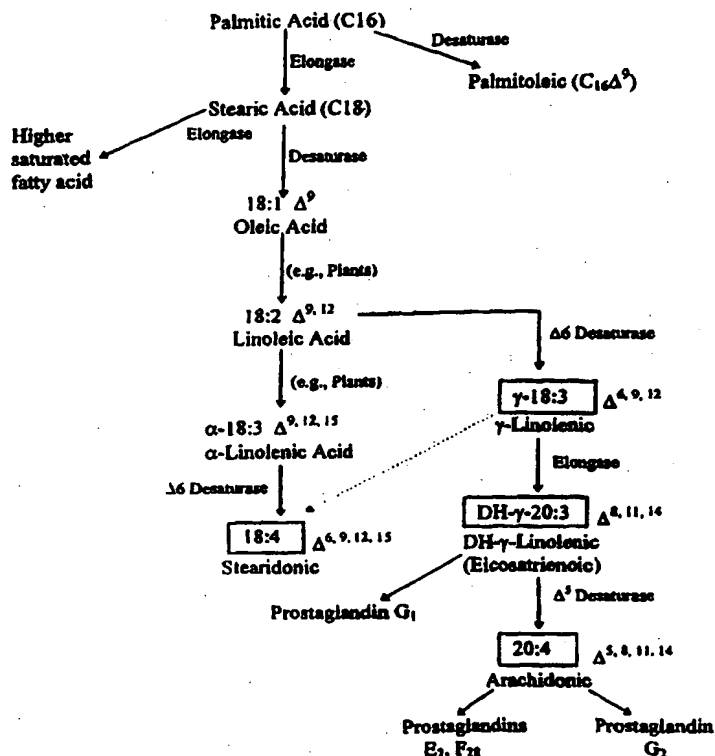 Palmitic Acid (C16)
Desaturase
Elongase
Palmitoleic (C₁₆Δ⁹)
Stearic Acid (C18)
Elongase
Higher
saturated
fatty acid
Desaturase
18:1 Δ⁹
Oleic Acid
(e.g., Plants)
18:2 Δ⁹, ¹²
Linoleic Acid
Δ6 Desaturase
(e.g., Plants)
γ-18:3 Δ⁶, ⁹, ¹²
γ-Linolenic
α-18:3 Δ⁹, ¹², ¹⁵
α-Linolenic Acid
Elongase
Δ6 Desaturase
DH-γ-20:3 Δ⁸, ¹¹, ¹⁴
DH-γ-Linolenic
(Eicosatrienoic)
18:4 Δ⁶, ⁹, ¹², ¹⁵
Stearidonic
Δ⁵ Desaturase
Prostaglandin G₁
20:4 Δ⁵, ⁸, ¹¹, ¹⁴
Arachidonic
Prostaglandins
E₂,
Prostaglandin
G₂